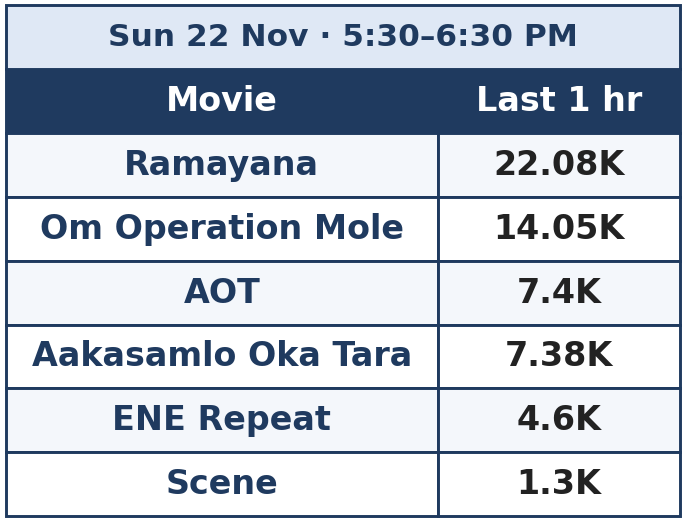 Sun 22 Nov · 5:30–6:30 PM
Movie Last 1 hr
Ramayana 22.08K
Om Operation Mole 14.05K
AOT 7.4K
Aakasamlo Oka Tara 7.38K
ENE Repeat 4.6K
Scene 1.3K